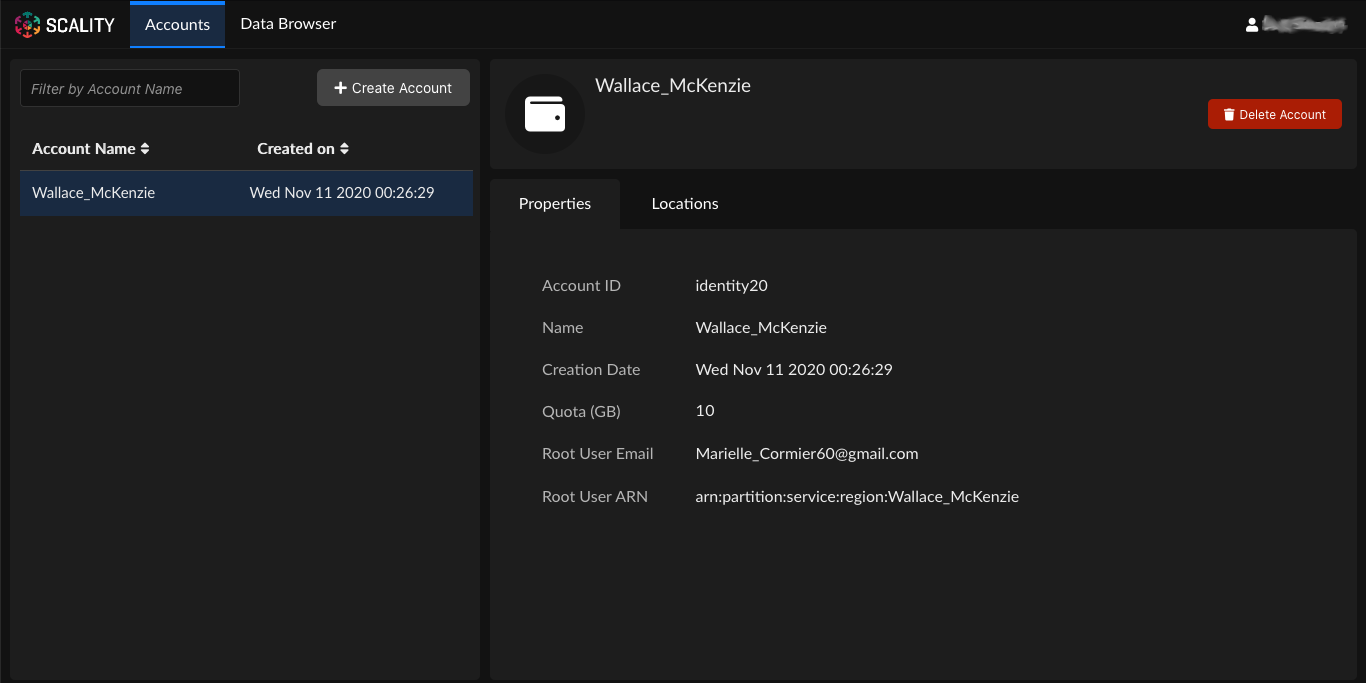 SCALITY Accounts Data Browser
Filter by Account Name
Create Account
Account Name Created on
Wallace_McKenzie Wed Nov 11 2020 00:26:29
Wallace_McKenzie
Delete Account
Properties Locations
Account ID identity20
Name Wallace_McKenzie
Creation Date Wed Nov 11 2020 00:26:29
Quota (GB) 10
Root User Email Marielle_Cormier60@gmail.com
Root User ARN arn:partition:service:region:Wallace_McKenzie